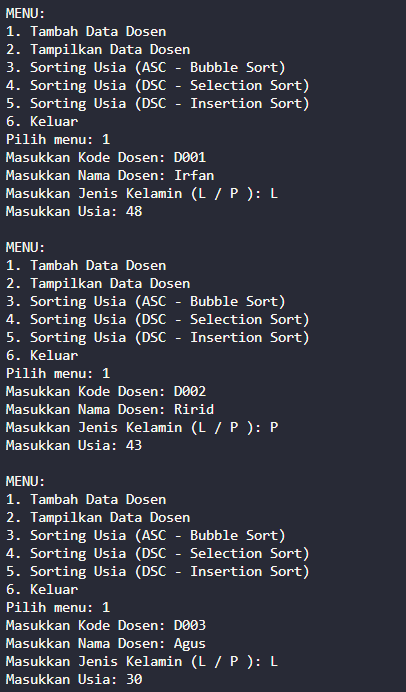 MENU:
1. Tambah Data Dosen
2. Tampilkan Data Dosen
3. Sorting Usia (ASC - Bubble Sort)
4. Sorting Usia (DSC - Selection Sort)
5. Sorting Usia (DSC - Insertion Sort)
6. Keluar
Pilih menu: 1
Masukkan Kode Dosen: D001
Masukkan Nama Dosen: Irfan
Masukkan Jenis Kelamin (L / P ): L
Masukkan Usia: 48

MENU:
1. Tambah Data Dosen
2. Tampilkan Data Dosen
3. Sorting Usia (ASC - Bubble Sort)
4. Sorting Usia (DSC - Selection Sort)
5. Sorting Usia (DSC - Insertion Sort)
6. Keluar
Pilih menu: 1
Masukkan Kode Dosen: D002
Masukkan Nama Dosen: Ririd
Masukkan Jenis Kelamin (L / P ): P
Masukkan Usia: 43

MENU:
1. Tambah Data Dosen
2. Tampilkan Data Dosen
3. Sorting Usia (ASC - Bubble Sort)
4. Sorting Usia (DSC - Selection Sort)
5. Sorting Usia (DSC - Insertion Sort)
6. Keluar
Pilih menu: 1
Masukkan Kode Dosen: D003
Masukkan Nama Dosen: Agus
Masukkan Jenis Kelamin (L / P ): L
Masukkan Usia: 30